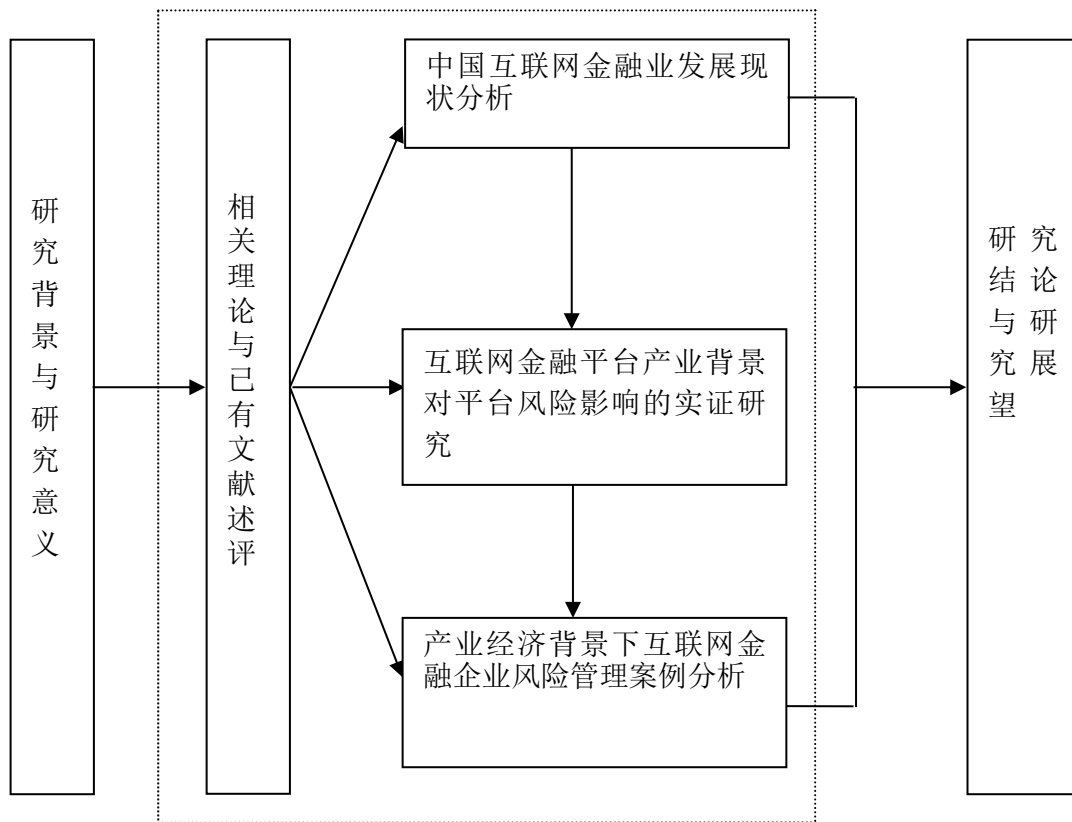 研
究
背
景
与
研
究
意
义
相
关
理
论
与
已
有
文
献
述
评
中国互联网金融业发展现
状分析
互联网金融平台产业背景
对平台风险影响的实证研
究
产业经济背景下互联网金
融企业风险管理案例分析
研 究
结 论
与 研
究 展
望